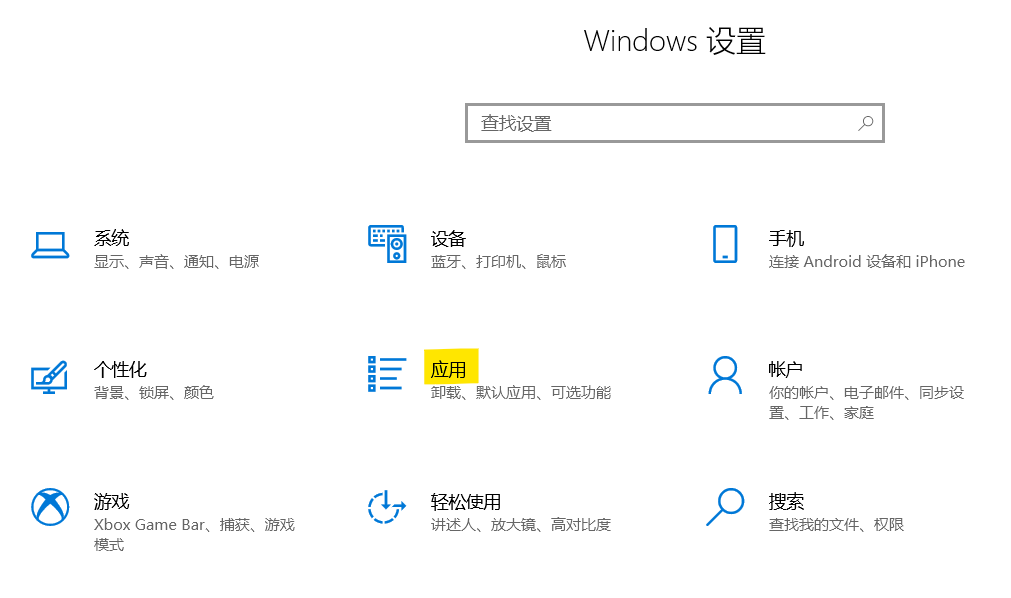 Windows 设置
查找设置
系统
显示、声音、通知、电源
设备
蓝牙、打印机、鼠标
手机
连接 Android 设备和 iPhone
个性化
背景、锁屏、颜色
应用
卸载、默认应用、可选功能
帐户
你的帐户、电子邮件、同步设
置、工作、家庭
游戏
Xbox Game Bar、捕获、游戏
模式
轻松使用
讲述人、放大镜、高对比度
搜索
查找我的文件、权限